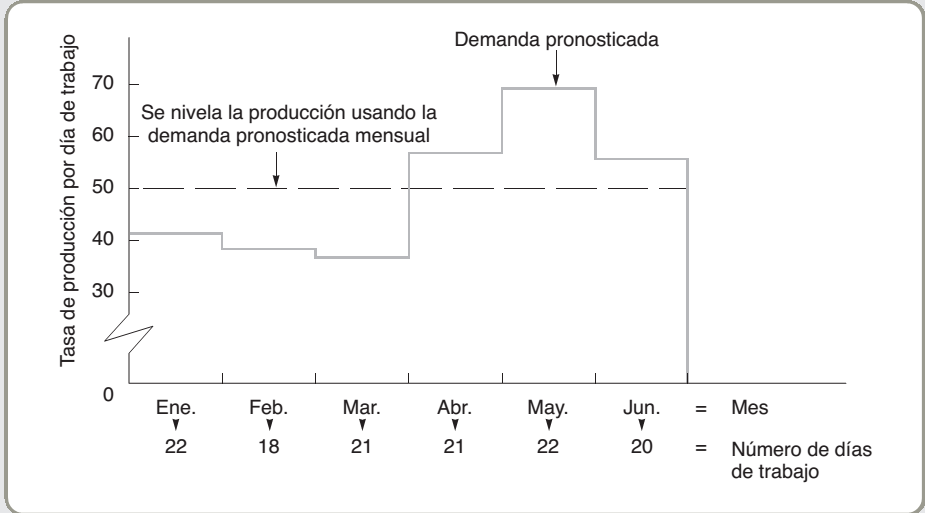 Demanda pronosticada
Tasa de producción por día de trabajo
70
60
50
40
30
0
Se nivela la producción usando la
demanda pronosticada mensual
Ene. Feb. Mar. Abr. May. Jun. = Mes
22 18 21 21 22 20 = Número de días
de trabajo